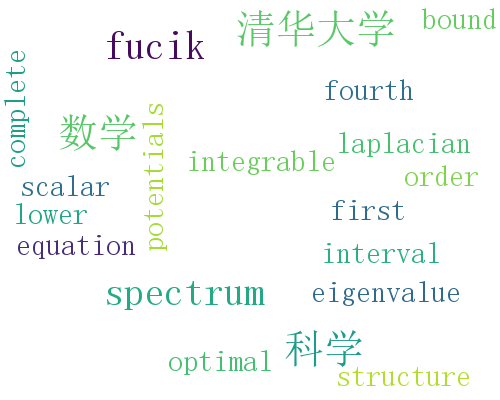 清华大学
bound
fucik
complete
fourth
potentials
数学
laplacian
integrable
order
scalar
first
lower
equation
interval
spectrum
eigenvalue
科学
optimal
structure